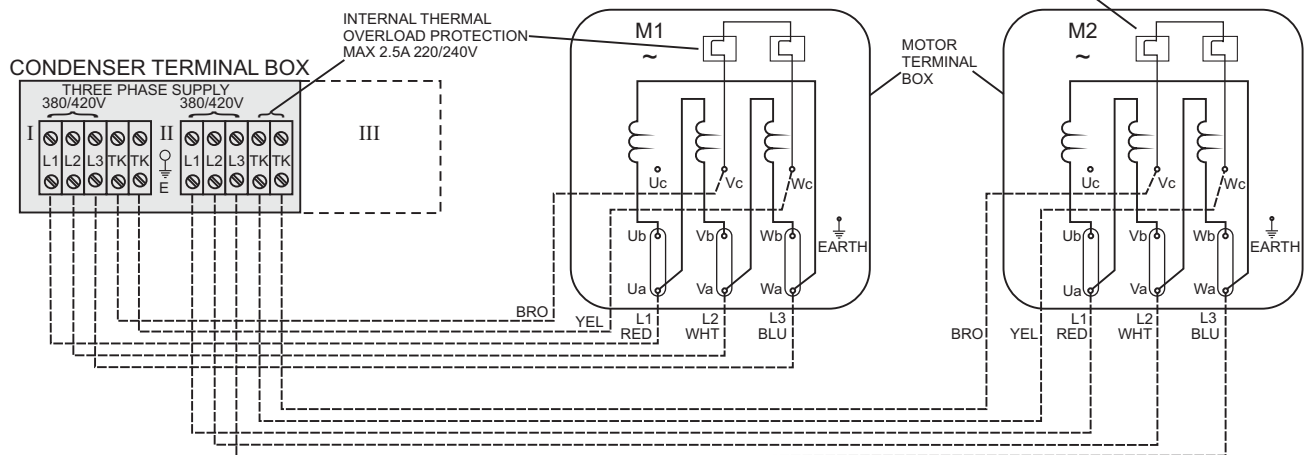 INTERNAL THERMAL
OVERLOAD PROTECTION
MAX 2.5A 220/240V
CONDENSER TERMINAL BOX
THREE PHASE SUPPLY
380/420V 380/420V
I II III
L1 L2 L3 TK TK
E
L1 L2 L3 TK TK
M1
~
Uc Vc Wc
Ub Vb Wb
EARTH
Ua Va Wa
BRO
YEL
L1 L2 L3
RED WHT BLU
MOTOR
TERMINAL
BOX
M2
~
Uc Vc Wc
Ub Vb Wb
EARTH
Ua Va Wa
BRO
YEL
L1 L2 L3
RED WHT BLU